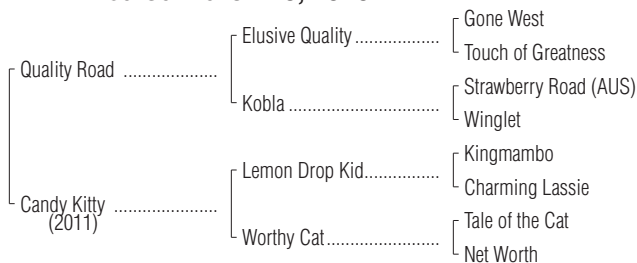 Gone West
Elusive Quality
Touch of Greatness
Quality Road
Strawberry Road (AUS)
Kobla
Winglet
Kingmambo
Lemon Drop Kid
Charming Lassie
Candy Kitty
(2011)
Tale of the Cat
Worthy Cat
Net Worth